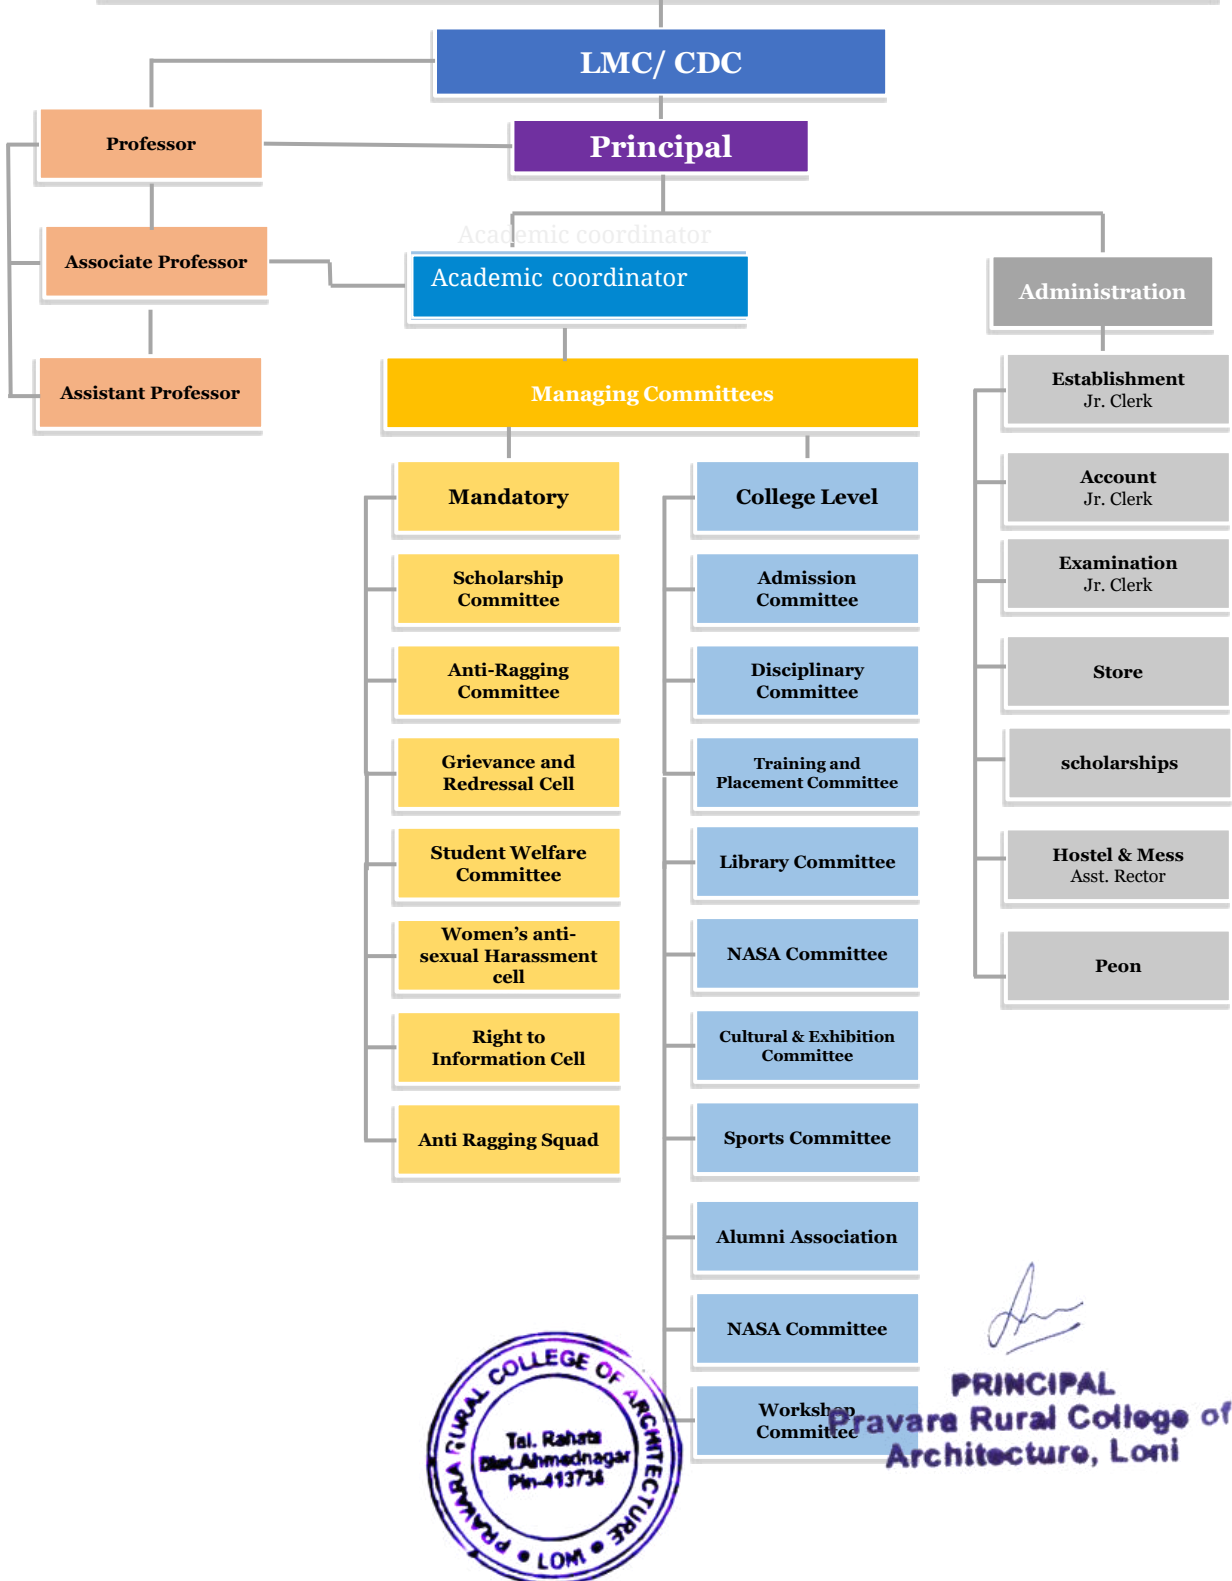 LMC/ CDC
Professor
Principal
Academic coordinator
Associate Professor
Academic coordinator
Administration
Assistant Professor
Managing Committees
Establishment
Jr. Clerk
Account
Jr. Clerk
Examination
Jr. Clerk
Store
scholarships
Hostel & Mess
Asst. Rector
Peon
Mandatory
Scholarship
Committee
Anti-Ragging
Committee
Grievance and
Redressal Cell
Student Welfare
Committee
Women’s anti-
sexual Harassment
cell
Right to
Information Cell
Anti Ragging Squad
College Level
Admission
Committee
Disciplinary
Committee
Training and
Placement Committee
Library Committee
NASA Committee
Cultural & Exhibition
Committee
Sports Committee
Alumni Association
NASA Committee
Workshop
Committee
PRAVARA RURAL COLLEGE OF ARCHITECTURE • LONI •
Tal. Rahata
Dist. Ahmednagar
Pin-413736
PRINCIPAL
Pravara Rural College of
Architecture, Loni